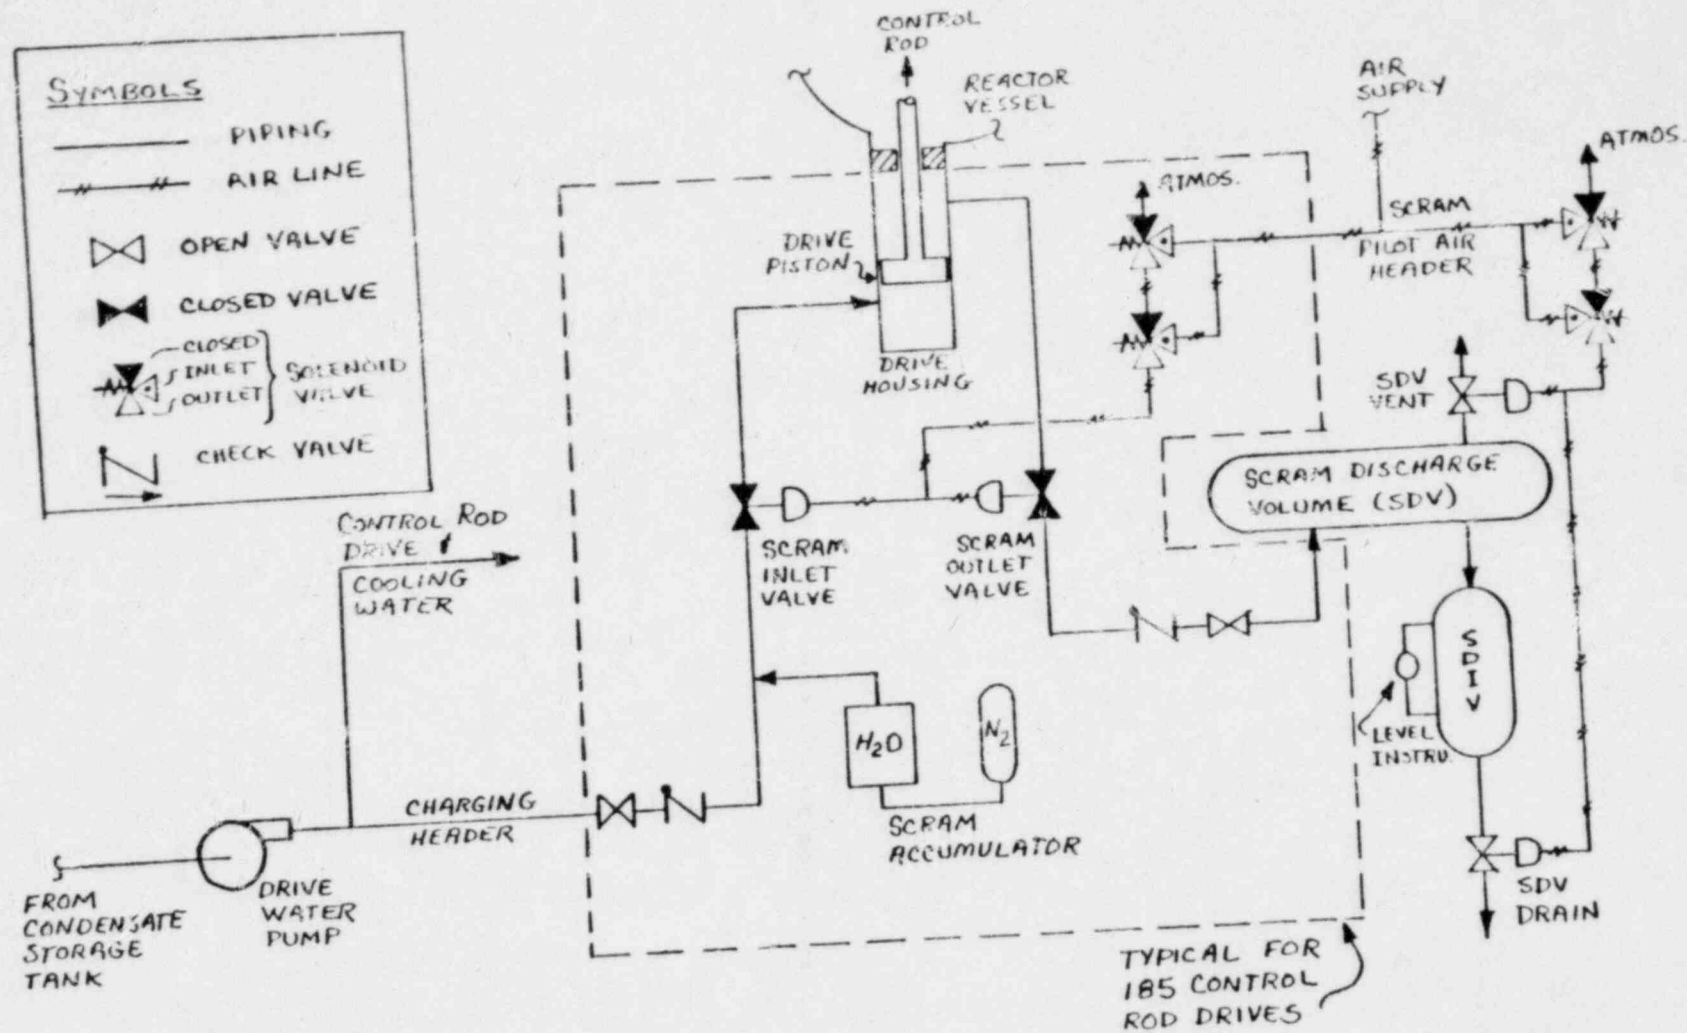 SYMBOLS
PIPING
AIR LINE
OPEN VALVE
CLOSED VALVE
CLOSED
INLET
OUTLET
SOLENOID
VALVE
CHECK VALVE
CONTROL
ROD
REACTOR
VESSEL
AIR
SUPPLY
ATMOS.
ATMOS.
SCRAM
PILOT AIR
HEADER
DRIVE
PISTON
DRIVE
HOUSING
SDV
VENT
SCRAM DISCHARGE
VOLUME (SDV)
CONTROL ROD
DRIVE
COOLING
WATER
SCRAM
INLET
VALVE
SCRAM
OUTLET
VALVE
S
D
I
V
LEVEL
INSTRU.
H2O
N2
SCRAM
ACCUMULATOR
CHARGING
HEADER
DRIVE
WATER
PUMP
FROM
CONDENSATE
STORAGE
TANK
SDV
DRAIN
TYPICAL FOR
185 CONTROL
ROD DRIVES